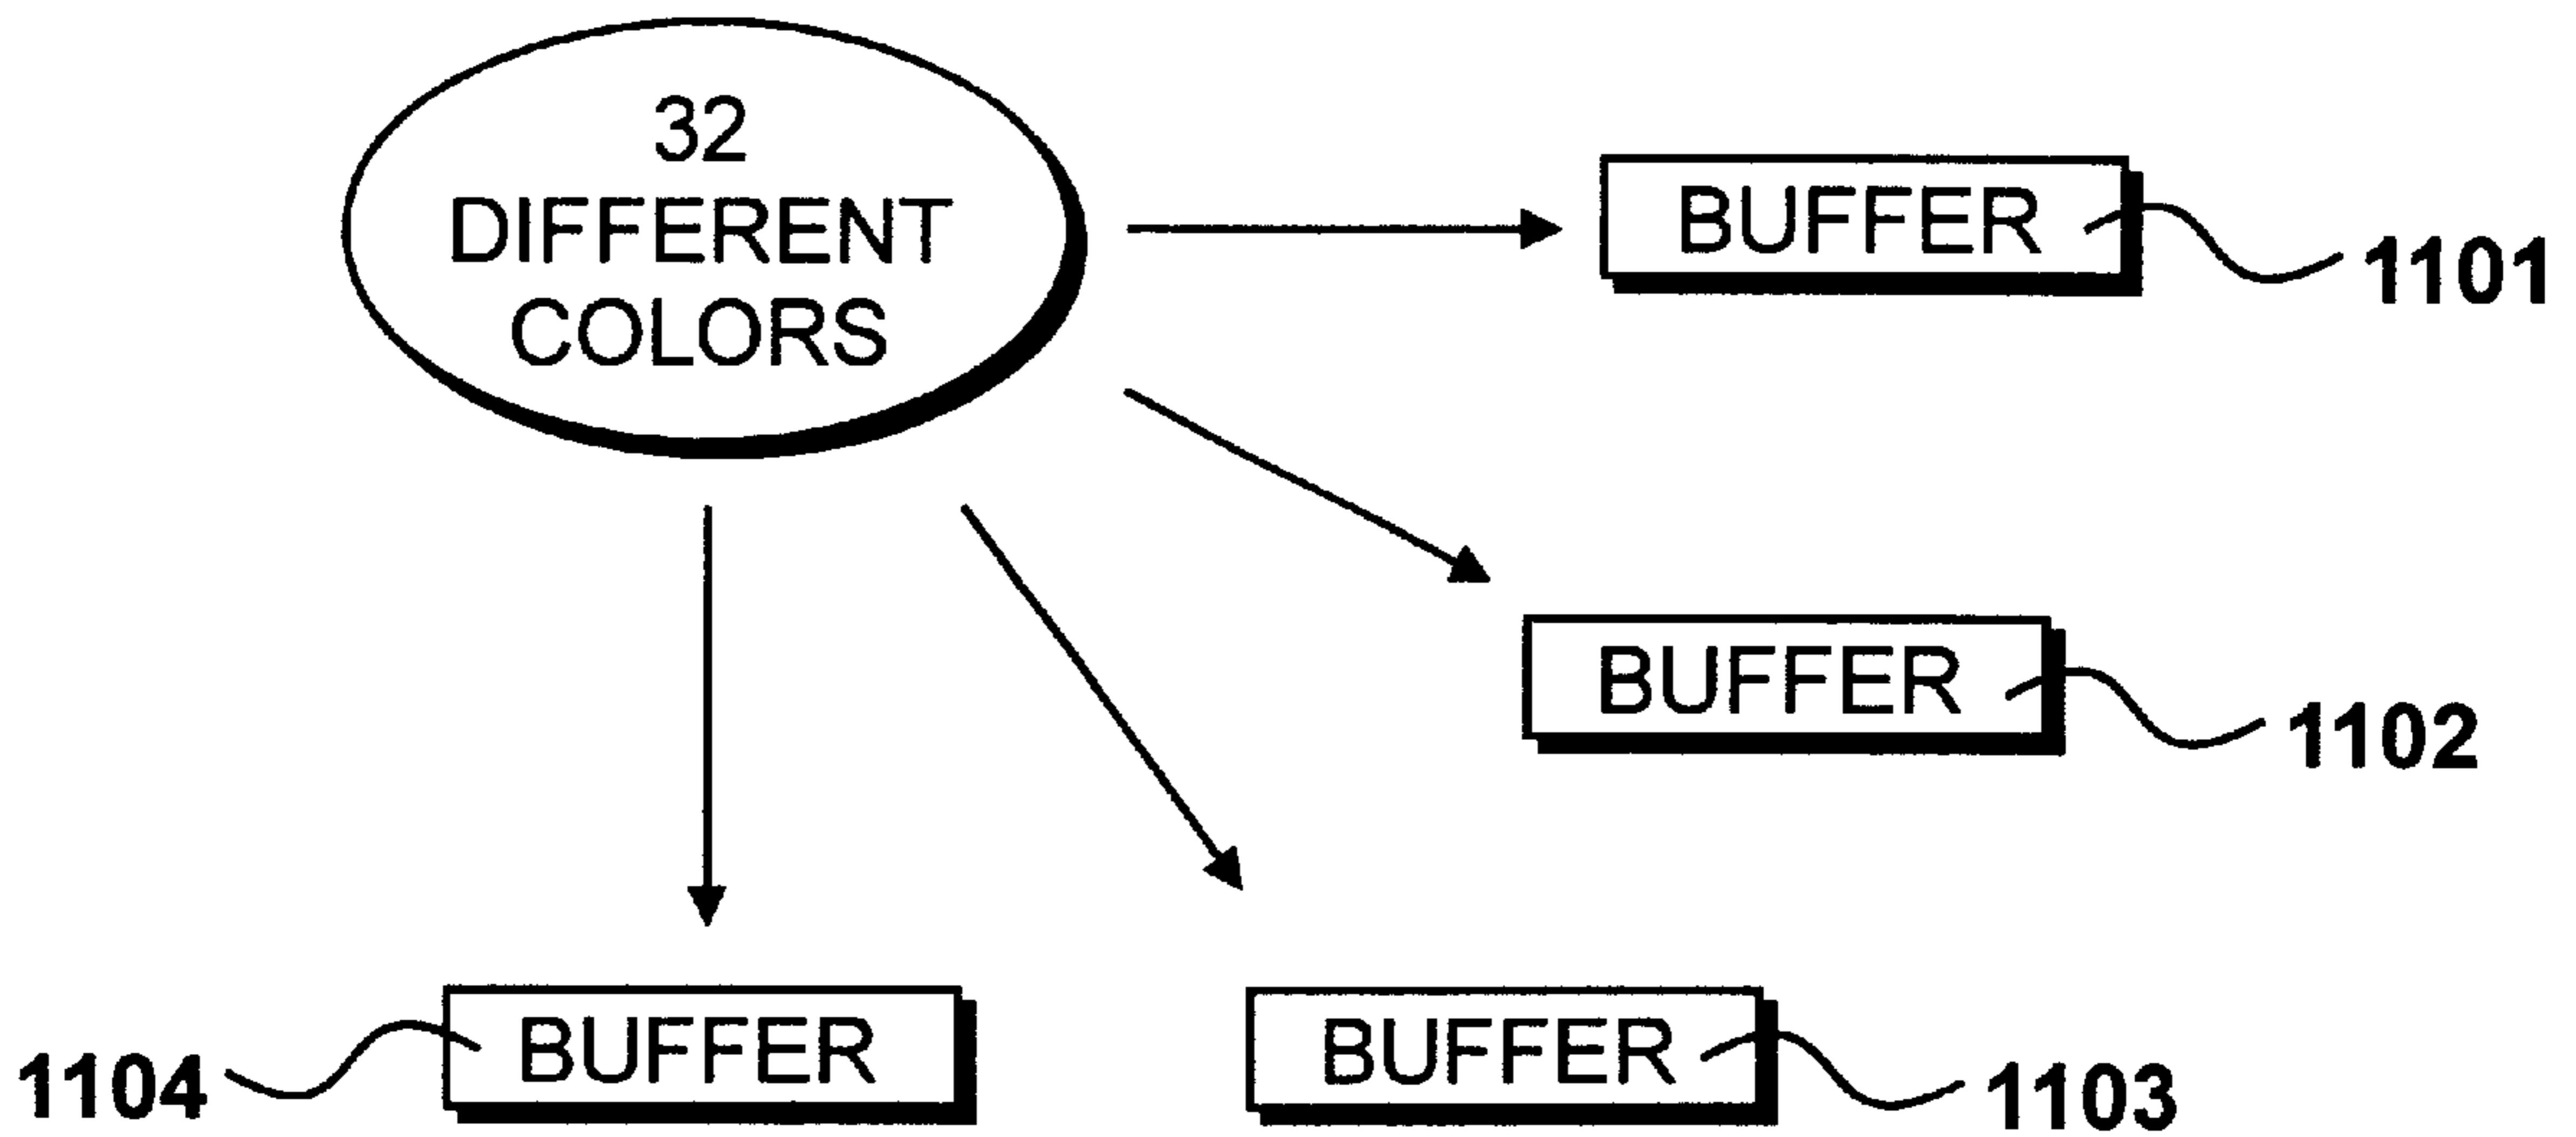 32
DIFFERENT
COLORS
BUFFER
1101
BUFFER
1102
BUFFER
1104
BUFFER
1103